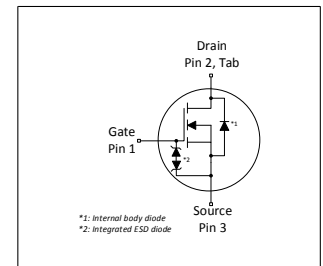 Drain
Pin 2, Tab
*1
Gate
Pin 1
*2
Source
Pin 3
*1: Internal body diode
*2: Integrated ESD diode